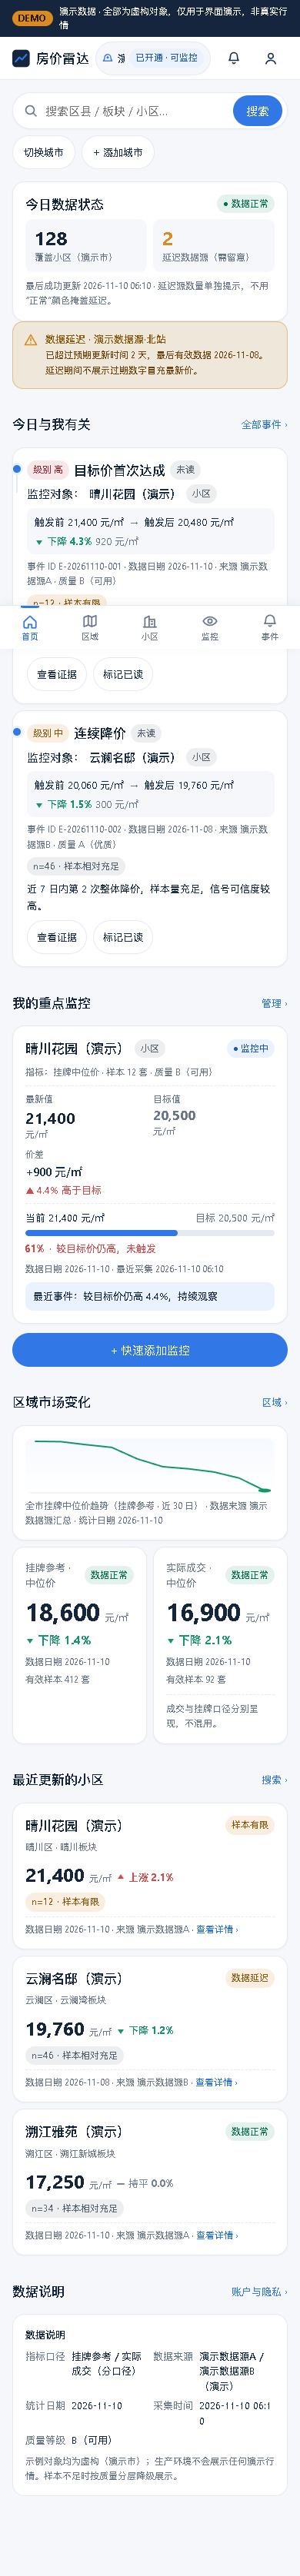 DEMO 演示数据 · 全部为虚构对象，仅用于界面演示，非真实行
情
房价雷达
已开通 · 可监控
搜索区县 / 板块 / 小区...
搜索
切换城市
+ 添加城市
今日数据状态
数据正常
128
覆盖小区（演示市）
2
延迟数据源（需留意）
最后成功更新 2026-11-10 06:10 · 延迟源数量单独提示，不用
“正常”颜色掩盖延迟。
数据延迟 · 演示数据源·北站
已超过预期更新时间 2 天，最后有效数据 2026-11-08。
延迟期间不展示过期数字冒充最新价。
今日与我有关
全部事件 ›
级别 高 目标价首次达成 未读
监控对象： 晴川花园（演示） 小区
触发前 21,400 元/㎡ → 触发后 20,480 元/㎡
▼ 下降 4.3% 920 元/㎡
事件 ID E-20261110-001 · 数据日期 2026-11-10 · 来源 演示数
据源A · 质量 B（可用）
n=12 · 样本有限
首页
区域
小区
监控
事件
查看证据
标记已读
级别 中 连续降价 未读
监控对象： 云澜名邸（演示） 小区
触发前 20,060 元/㎡ → 触发后 19,760 元/㎡
▼ 下降 1.5% 300 元/㎡
事件 ID E-20261110-002 · 数据日期 2026-11-08 · 来源 演示数
据源B · 质量 A（优质）
n=46 · 样本相对充足
近 7 日内第 2 次整体降价，样本量充足，信号可信度较
高。
查看证据
标记已读
我的重点监控
管理 ›
晴川花园（演示） 小区
监控中
指标：挂牌中位价 · 样本 12 套 · 质量 B（可用）
最新值
21,400
元/㎡
目标值
20,500
元/㎡
价差
+900 元/㎡
▲ 4.4% 高于目标
当前 21,400 元/㎡
目标 20,500 元/㎡
61% · 较目标价仍高，未触发
数据日期 2026-11-10 · 最近采集 2026-11-10 06:10
最近事件：较目标价仍高 4.4%，持续观察
+ 快速添加监控
区域市场变化
区域 ›
全市挂牌中位价趋势（挂牌参考 · 近 30 日） · 数据来源 演示
数据源汇总 · 统计日期 2026-11-10
挂牌参考 ·
中位价
数据正常
18,600 元/㎡
▼ 下降 1.4%
数据日期 2026-11-10
有效样本 412 套
实际成交 ·
中位价
数据正常
16,900 元/㎡
▼ 下降 2.1%
数据日期 2026-11-10
有效样本 92 套
成交与挂牌口径分别呈
现，不混用。
最近更新的小区
搜索 ›
晴川花园（演示）
样本有限
晴川区 · 晴川板块
21,400 元/㎡ ▲ 上涨 2.1%
n=12 · 样本有限
数据日期 2026-11-10 · 来源 演示数据源A · 查看详情 ›
云澜名邸（演示）
数据延迟
云澜区 · 云澜湾板块
19,760 元/㎡ ▼ 下降 1.2%
n=46 · 样本相对充足
数据日期 2026-11-08 · 来源 演示数据源B · 查看详情 ›
溯江雅苑（演示）
数据正常
溯江区 · 溯江新城板块
17,250 元/㎡ — 持平 0.0%
n=34 · 样本相对充足
数据日期 2026-11-10 · 来源 演示数据源A · 查看详情 ›
数据说明
账户与隐私 ›
数据说明
指标口径 挂牌参考 / 实际
成交（分口径）
数据来源 演示数据源A /
演示数据源B
（演示）
统计日期 2026-11-10
采集时间 2026-11-10 06:1
0
质量等级 B（可用）
示例对象均为虚构（演示市）；生产环境不会展示任何演示行
情。样本不足时按质量分层降级展示。